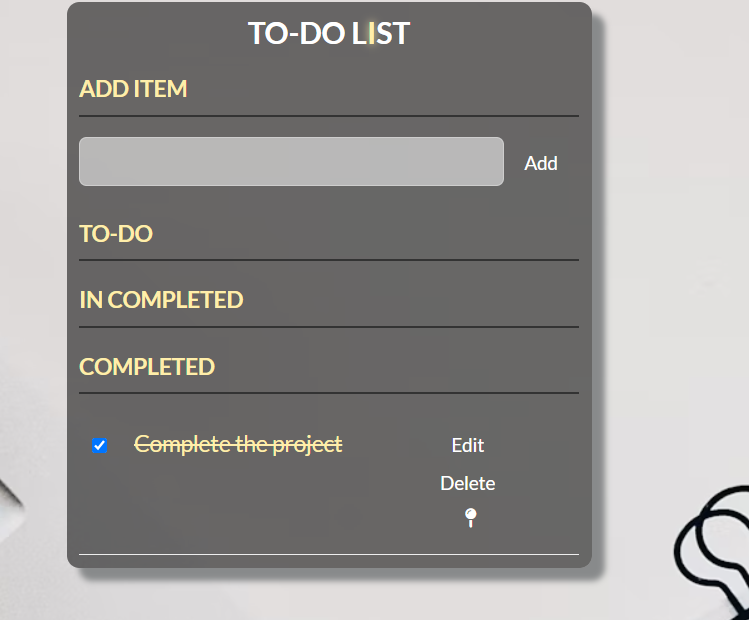 TO-DO LIST
ADD ITEM
Add
TO-DO
IN COMPLETED
COMPLETED
Complete the project
Edit
Delete